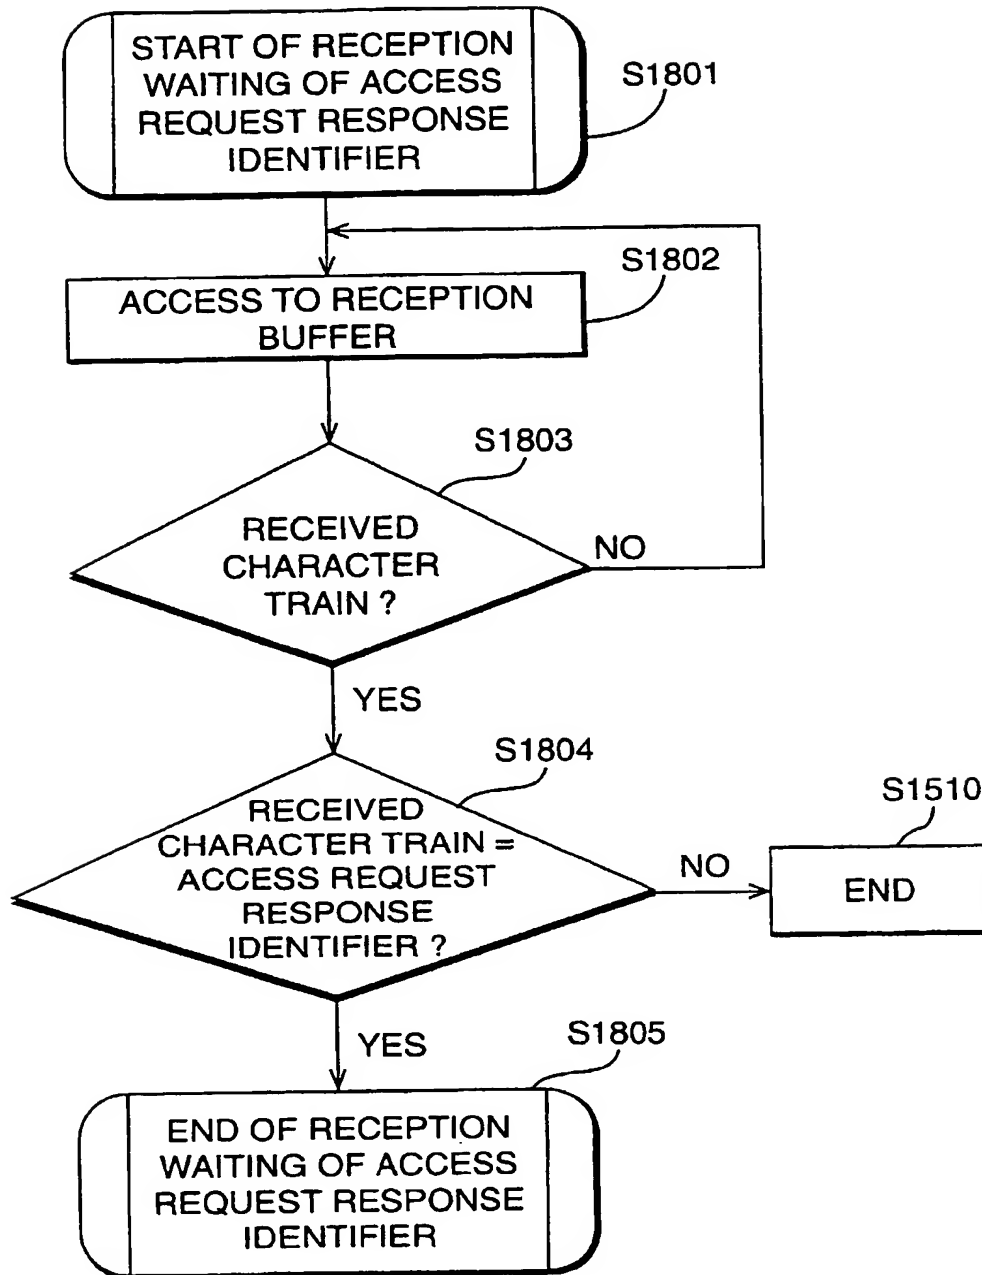 START OF RECEPTION
WAITING OF ACCESS
REQUEST RESPONSE
IDENTIFIER
S1801
S1802
ACCESS TO RECEPTION
BUFFER
S1803
RECEIVED
CHARACTER
TRAIN ?
NO
YES
S1804
RECEIVED
CHARACTER TRAIN =
ACCESS REQUEST
RESPONSE
IDENTIFIER ?
NO
S1510
END
YES
S1805
END OF RECEPTION
WAITING OF ACCESS
REQUEST RESPONSE
IDENTIFIER